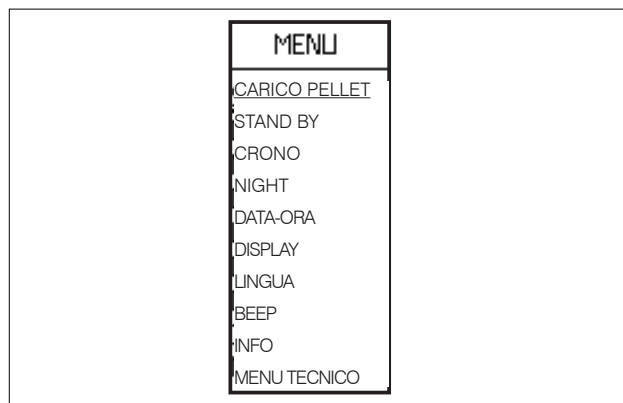 MENU
CARICO PELLET
STAND BY
CRONO
NIGHT
DATA-ORA
DISPLAY
LINGUA
BEEP
INFO
MENU TECNICO